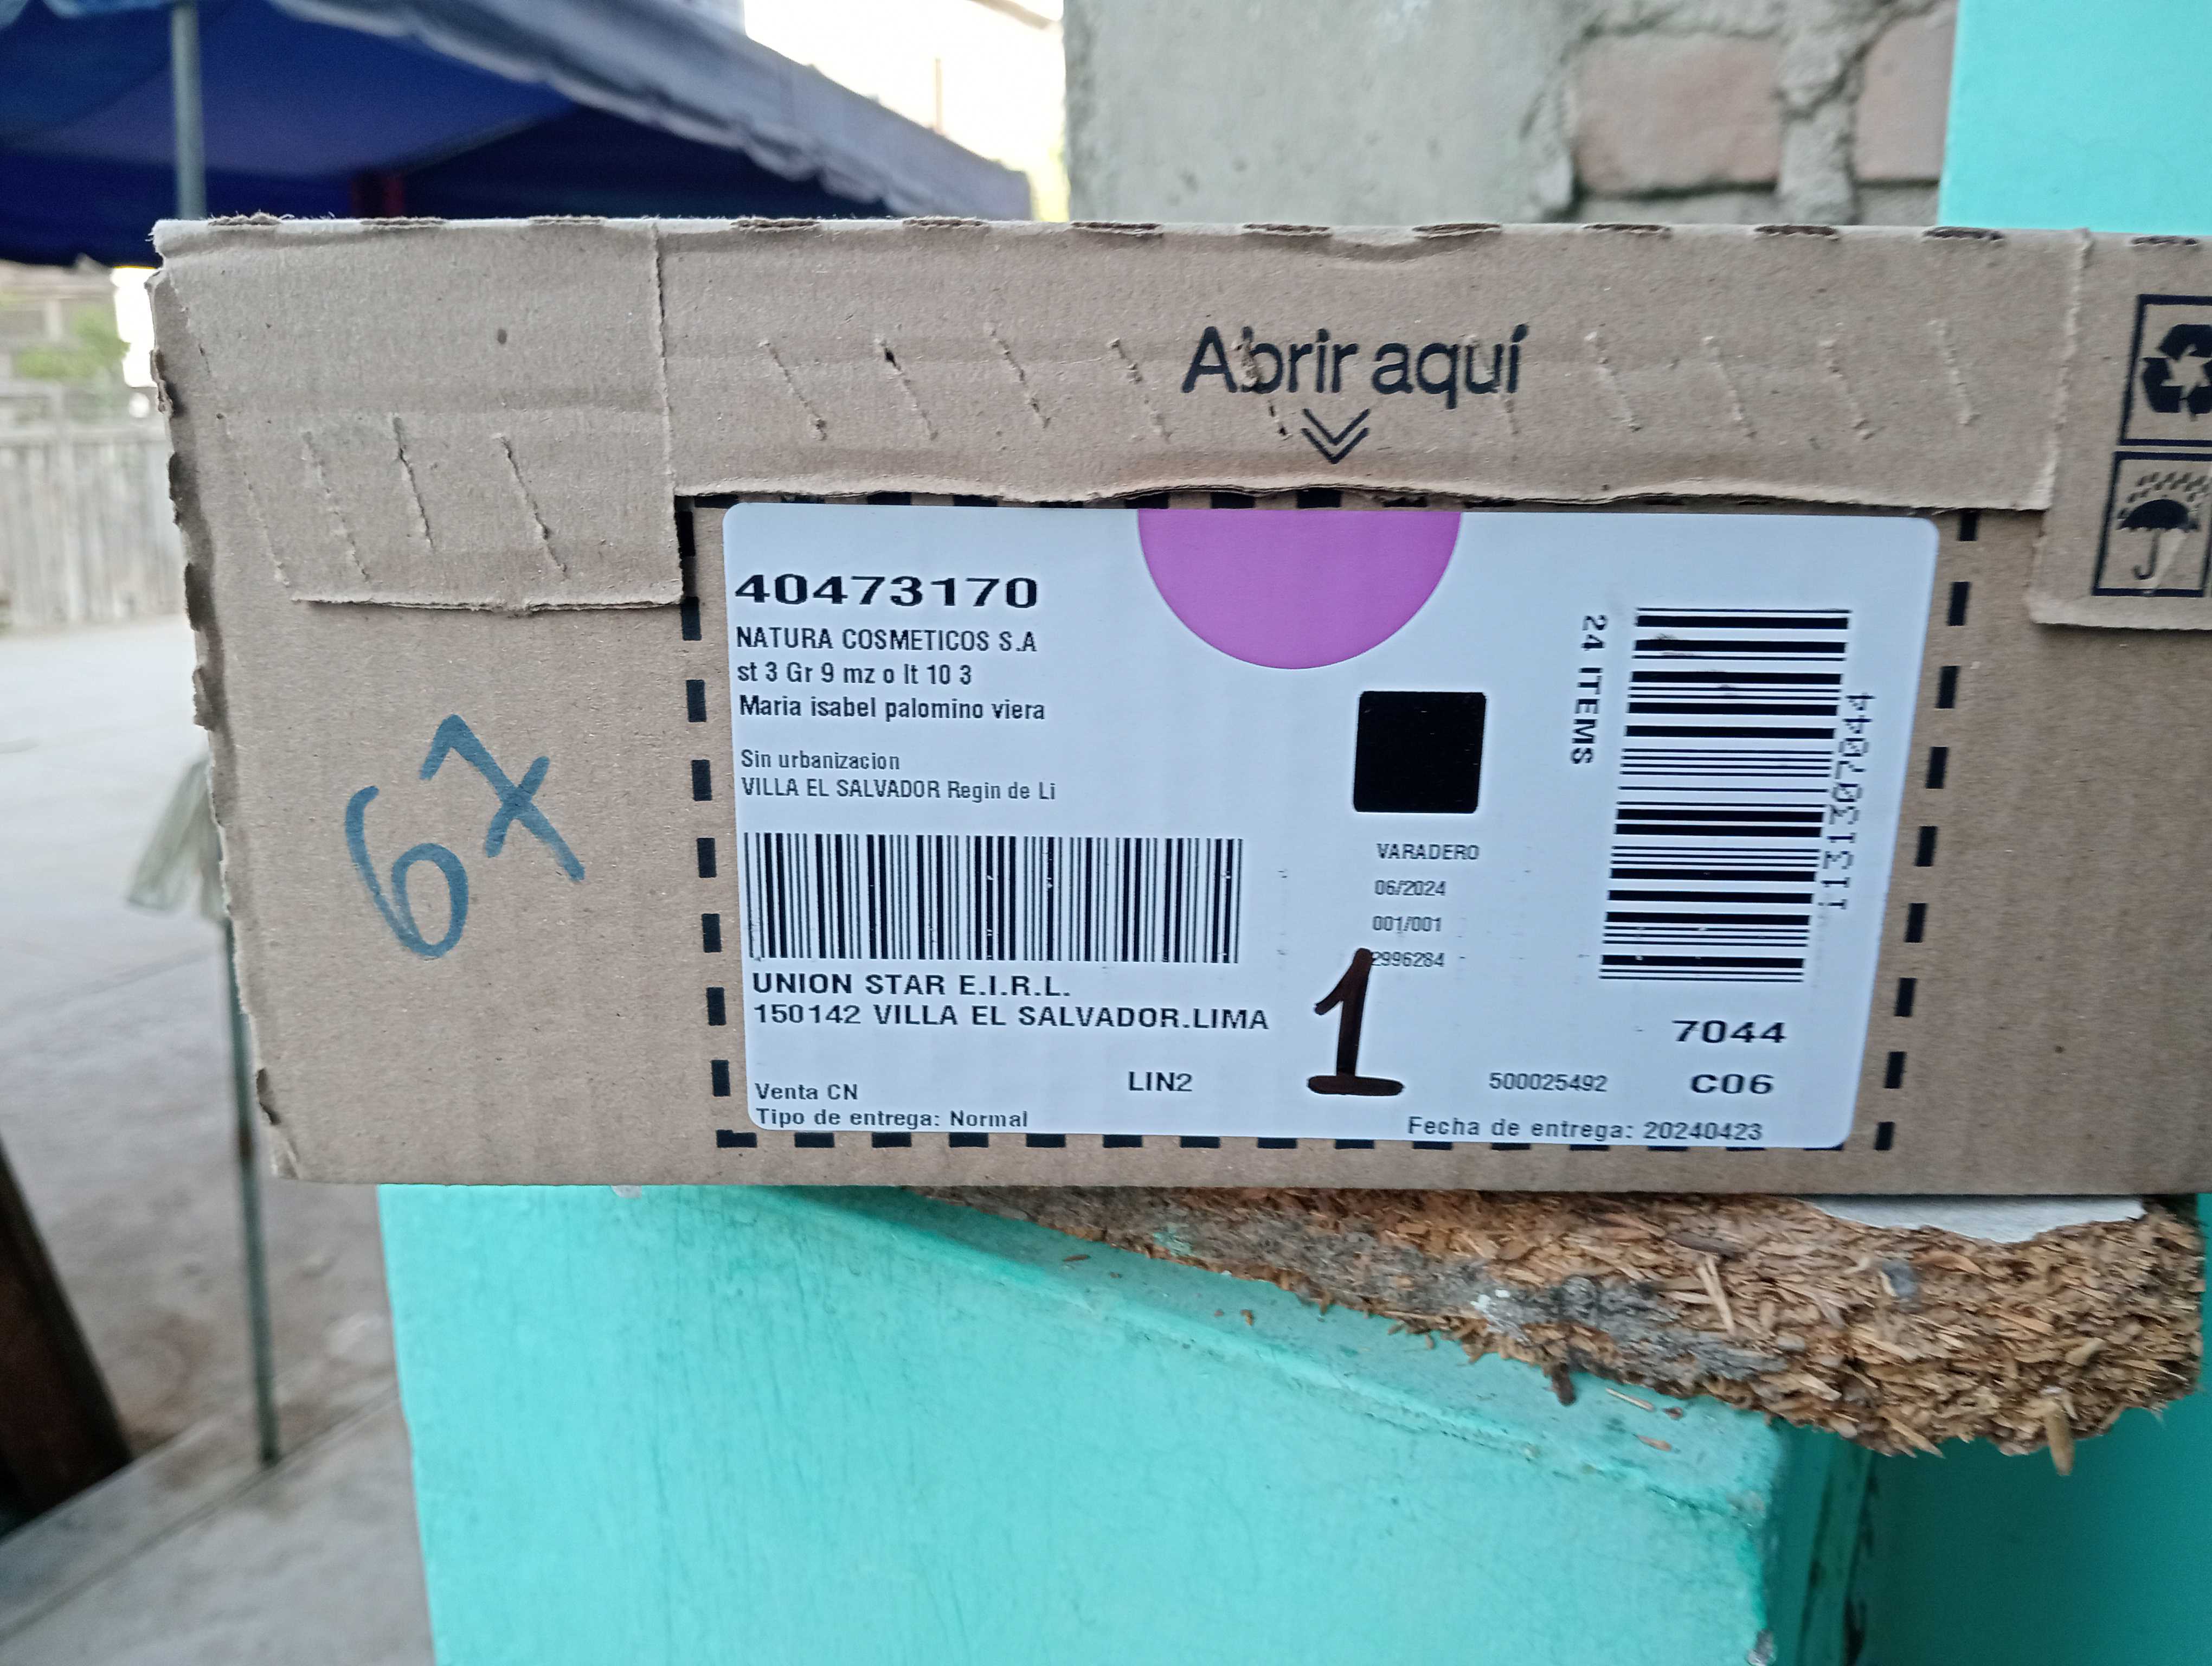 Abrir aquí
67
40473170
NATURA COSMETICOS S.A
st 3 Gr 9 mz o lt 10 3
Maria isabel palomino viera
Sin urbanizacion
VILLA EL SALVADOR Regin de Li
UNION STAR E.I.R.L.
150142 VILLA EL SALVADOR.LIMA
Venta CN
Tipo de entrega: Normal
LIN2
VARADERO
06/2024
001/001
2996284
1
24 ITEMS
7044
500025492
C06
Fecha de entrega: 20240423